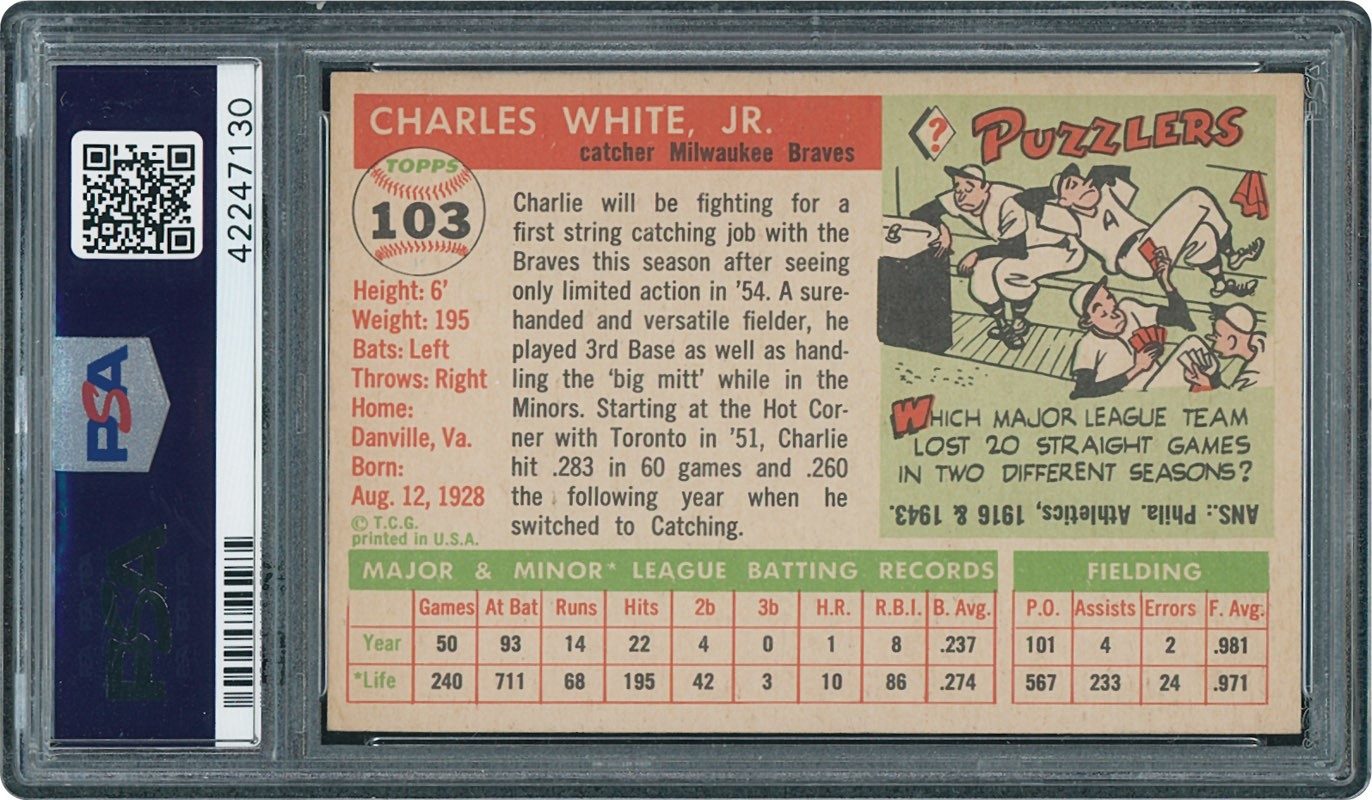 42247130
PSA
PSA
CHARLES WHITE, JR.
catcher Milwaukee Braves
TOPPS
103
Height: 6'
Weight: 195
Bats: Left
Throws: Right
Home:
Danville, Va.
Born:
Aug. 12, 1928
© T.C.G.
printed in U.S.A.
Charlie will be fighting for a
first string catching job with the
Braves this season after seeing
only limited action in '54. A sure-
handed and versatile fielder, he
played 3rd Base as well as hand-
ling the 'big mitt' while in the
Minors. Starting at the Hot Cor-
ner with Toronto in '51, Charlie
hit .283 in 60 games and .260
the following year when he
switched to Catching.
? PUZZLERS
B
A
WHICH MAJOR LEAGUE TEAM
LOST 20 STRAIGHT GAMES
IN TWO DIFFERENT SEASONS?
ANS.: Phila. Athletics, 1916 & 1943.
MAJOR & MINOR* LEAGUE BATTING RECORDS
Games At Bat Runs Hits 2b 3b H.R. R.B.I. B. Avg.
Year 50 93 14 22 4 0 1 8 .237
*Life 240 711 68 195 42 3 10 86 .274
FIELDING
P.O. Assists Errors F. Avg.
101 4 2 .981
567 233 24 .971